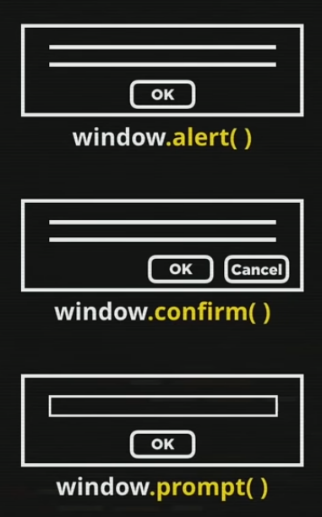 OK
window.alert( )
OK Cancel
window.confirm( )
OK
window.prompt( )